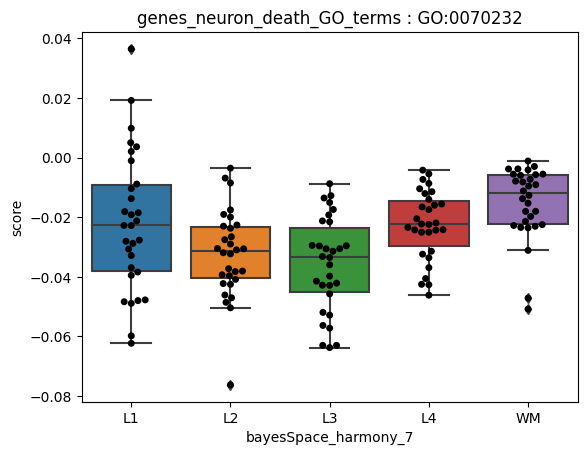 genes_neuron_death_GO_terms : GO:0070232
0.04
0.02
0.00
−0.02
−0.04
−0.06
−0.08
score
L1 L2 L3 L4 WM
bayesSpace_harmony_7